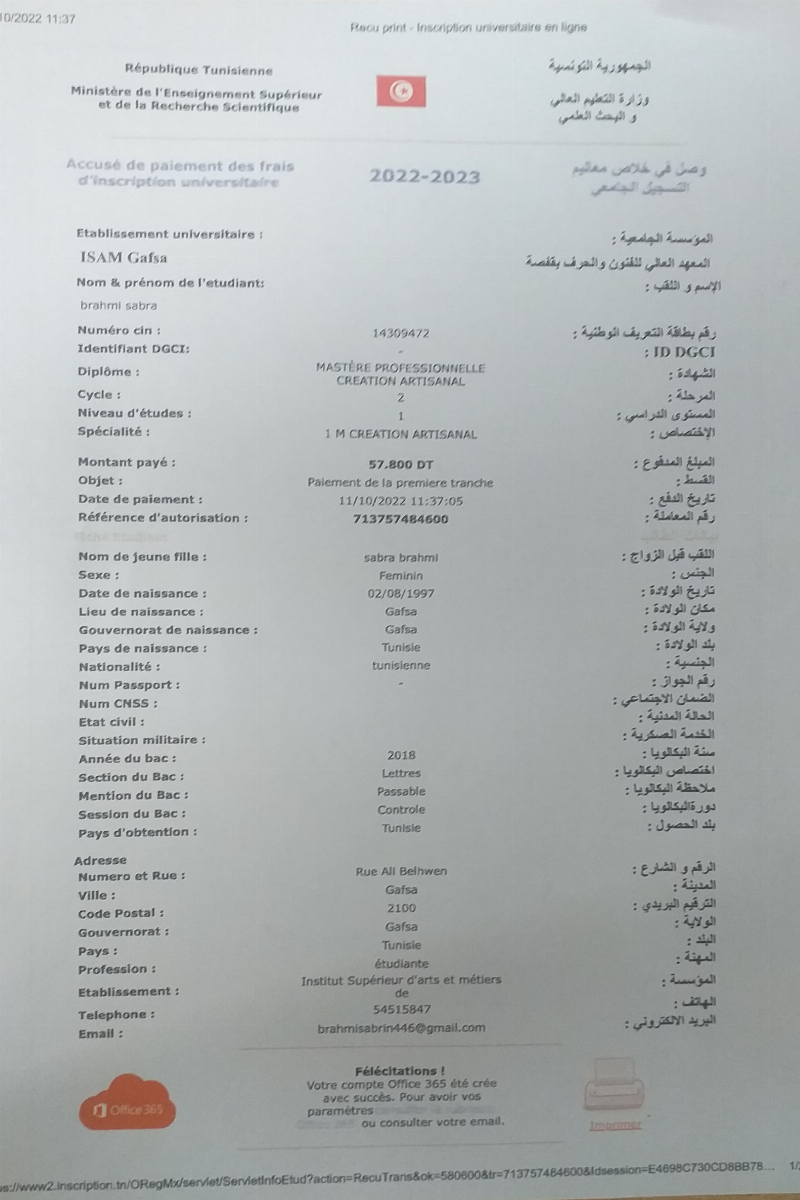 10/2022 11:37
Recu print - Inscription universitaire en ligne
République Tunisienne
الجمهورية التونسية
Ministère de l'Enseignement Supérieur
et de la Recherche Scientifique
وزارة التعليم العالي
و البحث العلمي
Accusé de paiement des frais
d'inscription universitaire
2022-2023
وصل في خلاص معاليم
التسجيل الجامعي
Etablissement universitaire :
المؤسسة الجامعية :
ISAM Gafsa
المعهد العالي للفنون والحرف بقفصة
Nom & prénom de l'etudiant:
الإسم و اللقب :
brahmi sabra
Numéro cin : 14309472 رقم بطاقة التعريف الوطنية :
Identifiant DGCI: - ID DGCI :
Diplôme : MASTÈRE PROFESSIONNELLE
CREATION ARTISANAL الشهادة :
Cycle : 2 المرحلة :
Niveau d'études : 1 المستوى الدراسي :
Spécialité : 1 M CREATION ARTISANAL الإختصاص :
Montant payé : 57.800 DT المبلغ المدفوع :
Objet : Paiement de la premiere tranche القسط :
Date de paiement : 11/10/2022 11:37:05 تاريخ الدفع :
Référence d'autorisation : 713757484600 رقم المعاملة :
Nom de jeune fille : sabra brahmi اللقب قبل الزواج :
Sexe : Feminin الجنس :
Date de naissance : 02/08/1997 تاريخ الولادة :
Lieu de naissance : Gafsa مكان الولادة :
Gouvernorat de naissance : Gafsa ولاية الولادة :
Pays de naissance : Tunisie بلد الولادة :
Nationalité : tunisienne الجنسية :
Num Passport : - رقم الجواز :
Num CNSS : الضمان الاجتماعي :
Etat civil : الحالة المدنية :
Situation militaire : الخدمة العسكرية :
Année du bac : 2018 سنة البكالويا :
Section du Bac : Lettres اختصاص البكالويا :
Mention du Bac : Passable ملاحظة البكالويا :
Session du Bac : Controle دورةالبكالويا :
Pays d'obtention : Tunisie بلد الحصول :
Adresse
Numero et Rue : Rue Ali Belhwen الرقم و الشارع :
Ville : Gafsa المدينة :
Code Postal : 2100 الترقيم البريدي :
Gouvernorat : Gafsa الولاية :
Pays : Tunisie البلد :
Profession : étudiante المهنة :
Etablissement : Institut Supérieur d'arts et métiers
de المؤسسة :
Telephone : 54515847 الهاتف :
Email : brahmisabrin446@gmail.com البريد الالكتروني :
Félécitations !
Votre compte Office 365 été crée
avec succès. Pour avoir vos
paramètres
ou consulter votre email.
Office 365
Imprimer
ps://www2.inscription.tn/ORegMx/servlet/ServletInfoEtud?action=RecuTrans&ok=580600&tr=713757484600&Idsession=E4698C730CD8BB78... 1/2